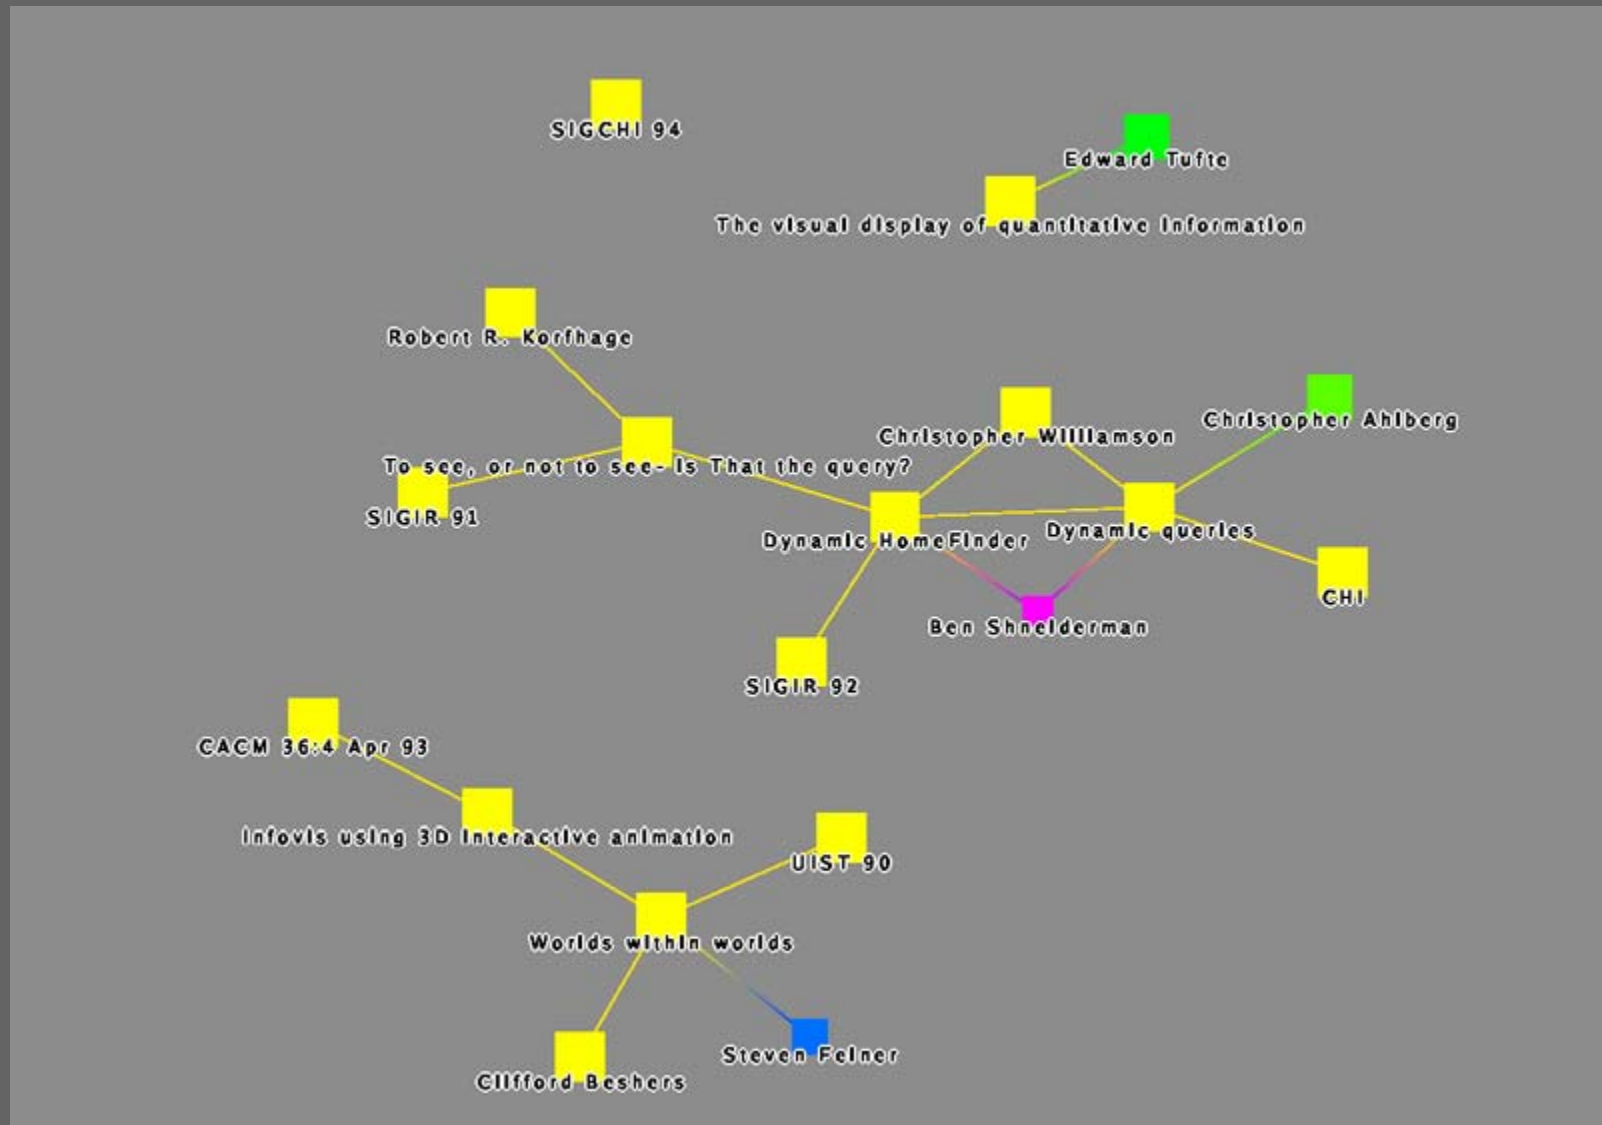 SIGCHI 94
Edward Tufte
The visual display of quantitative information
Robert R. Korfhage
Christopher Ahlberg
Christopher Williamson
To see, or not to see- Is That the query?
SIGIR 91
Dynamic queries
Dynamic HomeFinder
CHI
Ben Shneiderman
SIGIR 92
CACM 36:4 Apr 93
Infovis using 3D interactive animation
UIST 90
Worlds within worlds
Steven Feiner
Clifford Beshers